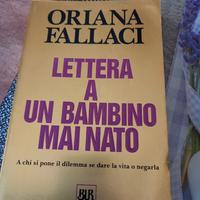 ORIANA
FALLACI
LETTERA
A
UN BAMBINO
MAI NATO
A chi si pone il dilemma se dare la vita o negarla
BUR